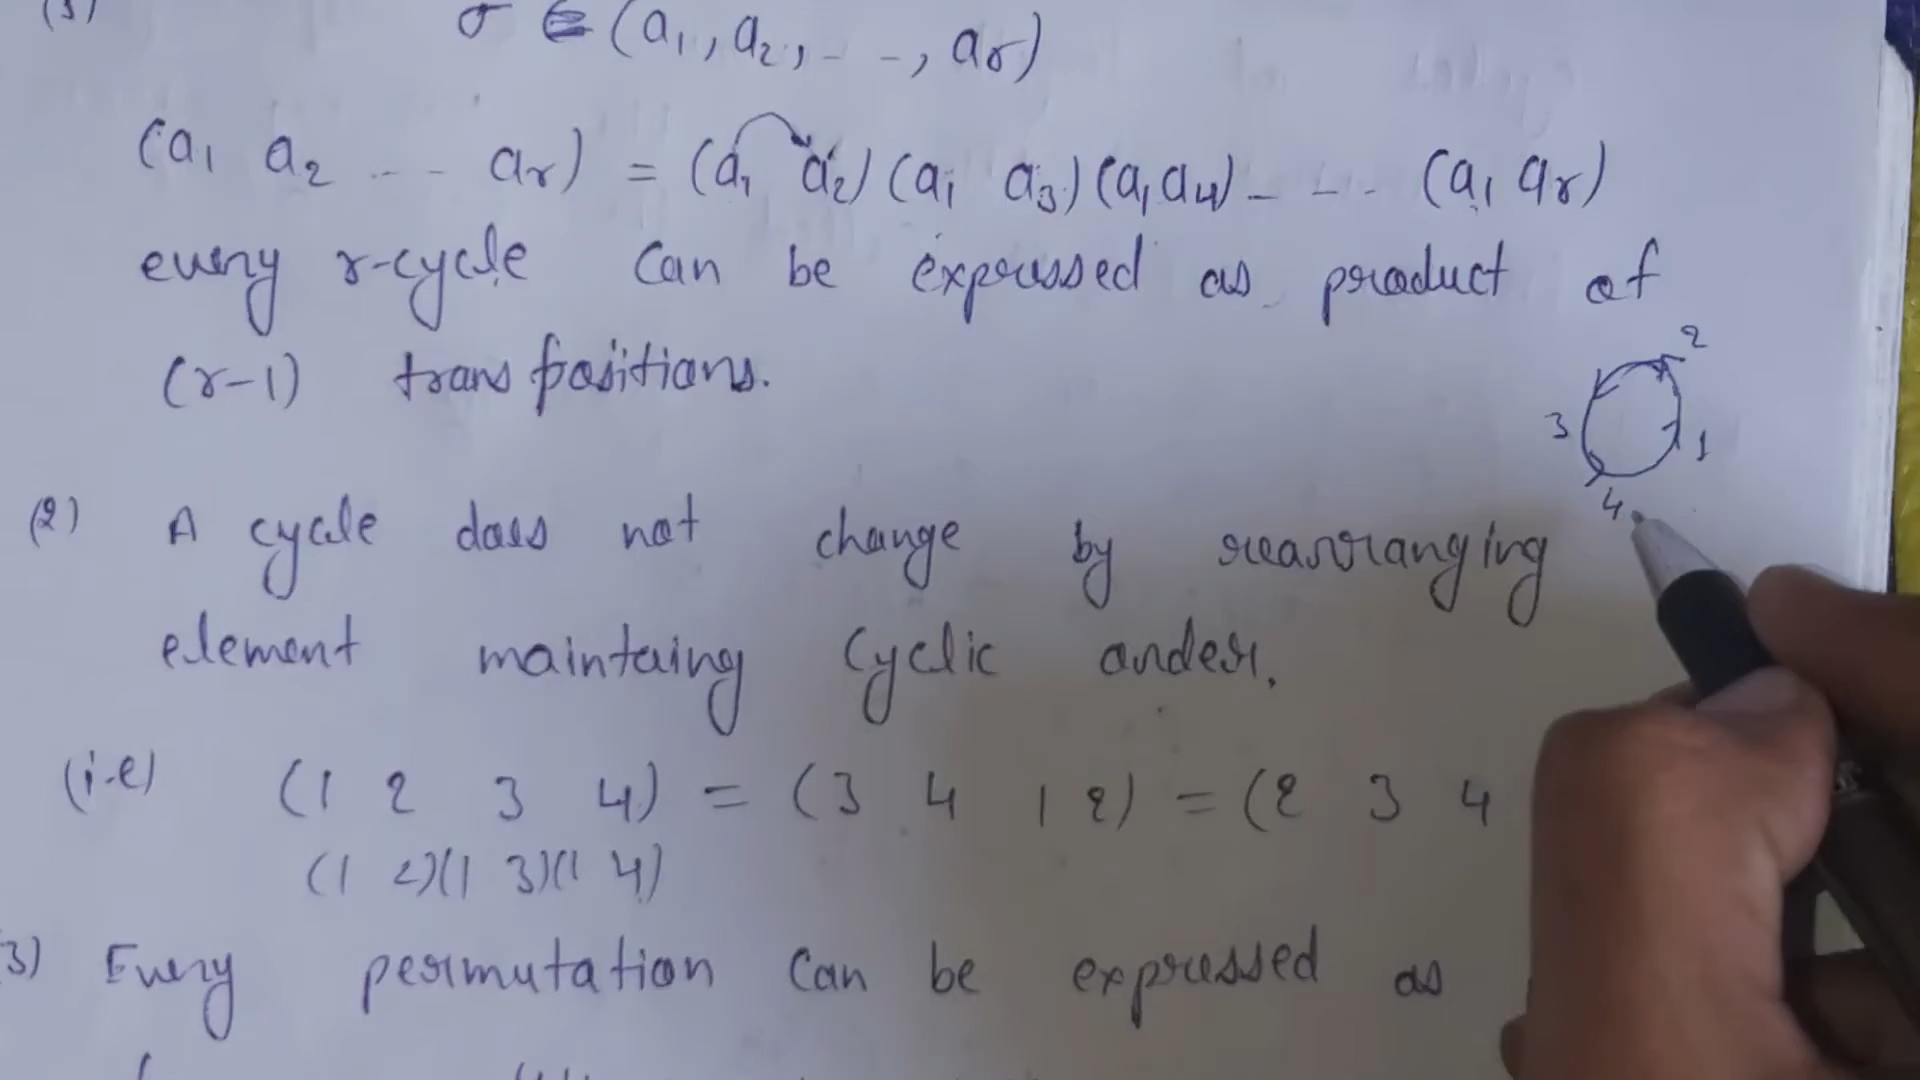 σ ∈ (a₁, a₂, - - -, aᵣ)
(a₁ a₂ - - - aᵣ) = (a₁ a₂) (a₁ a₃) (a₁ a₄) - - - (a₁ aᵣ)
every r-cycle can be expressed as product of
(r-1) transpositions.
2
3
1
4
(2) A cycle does not change by rearranging
element maintaing cyclic order.
(i.e) (1 2 3 4) = (3 4 1 2) = (2 3 4
(1 2)(1 3)(1 4)
3) Every permutation can be expressed as